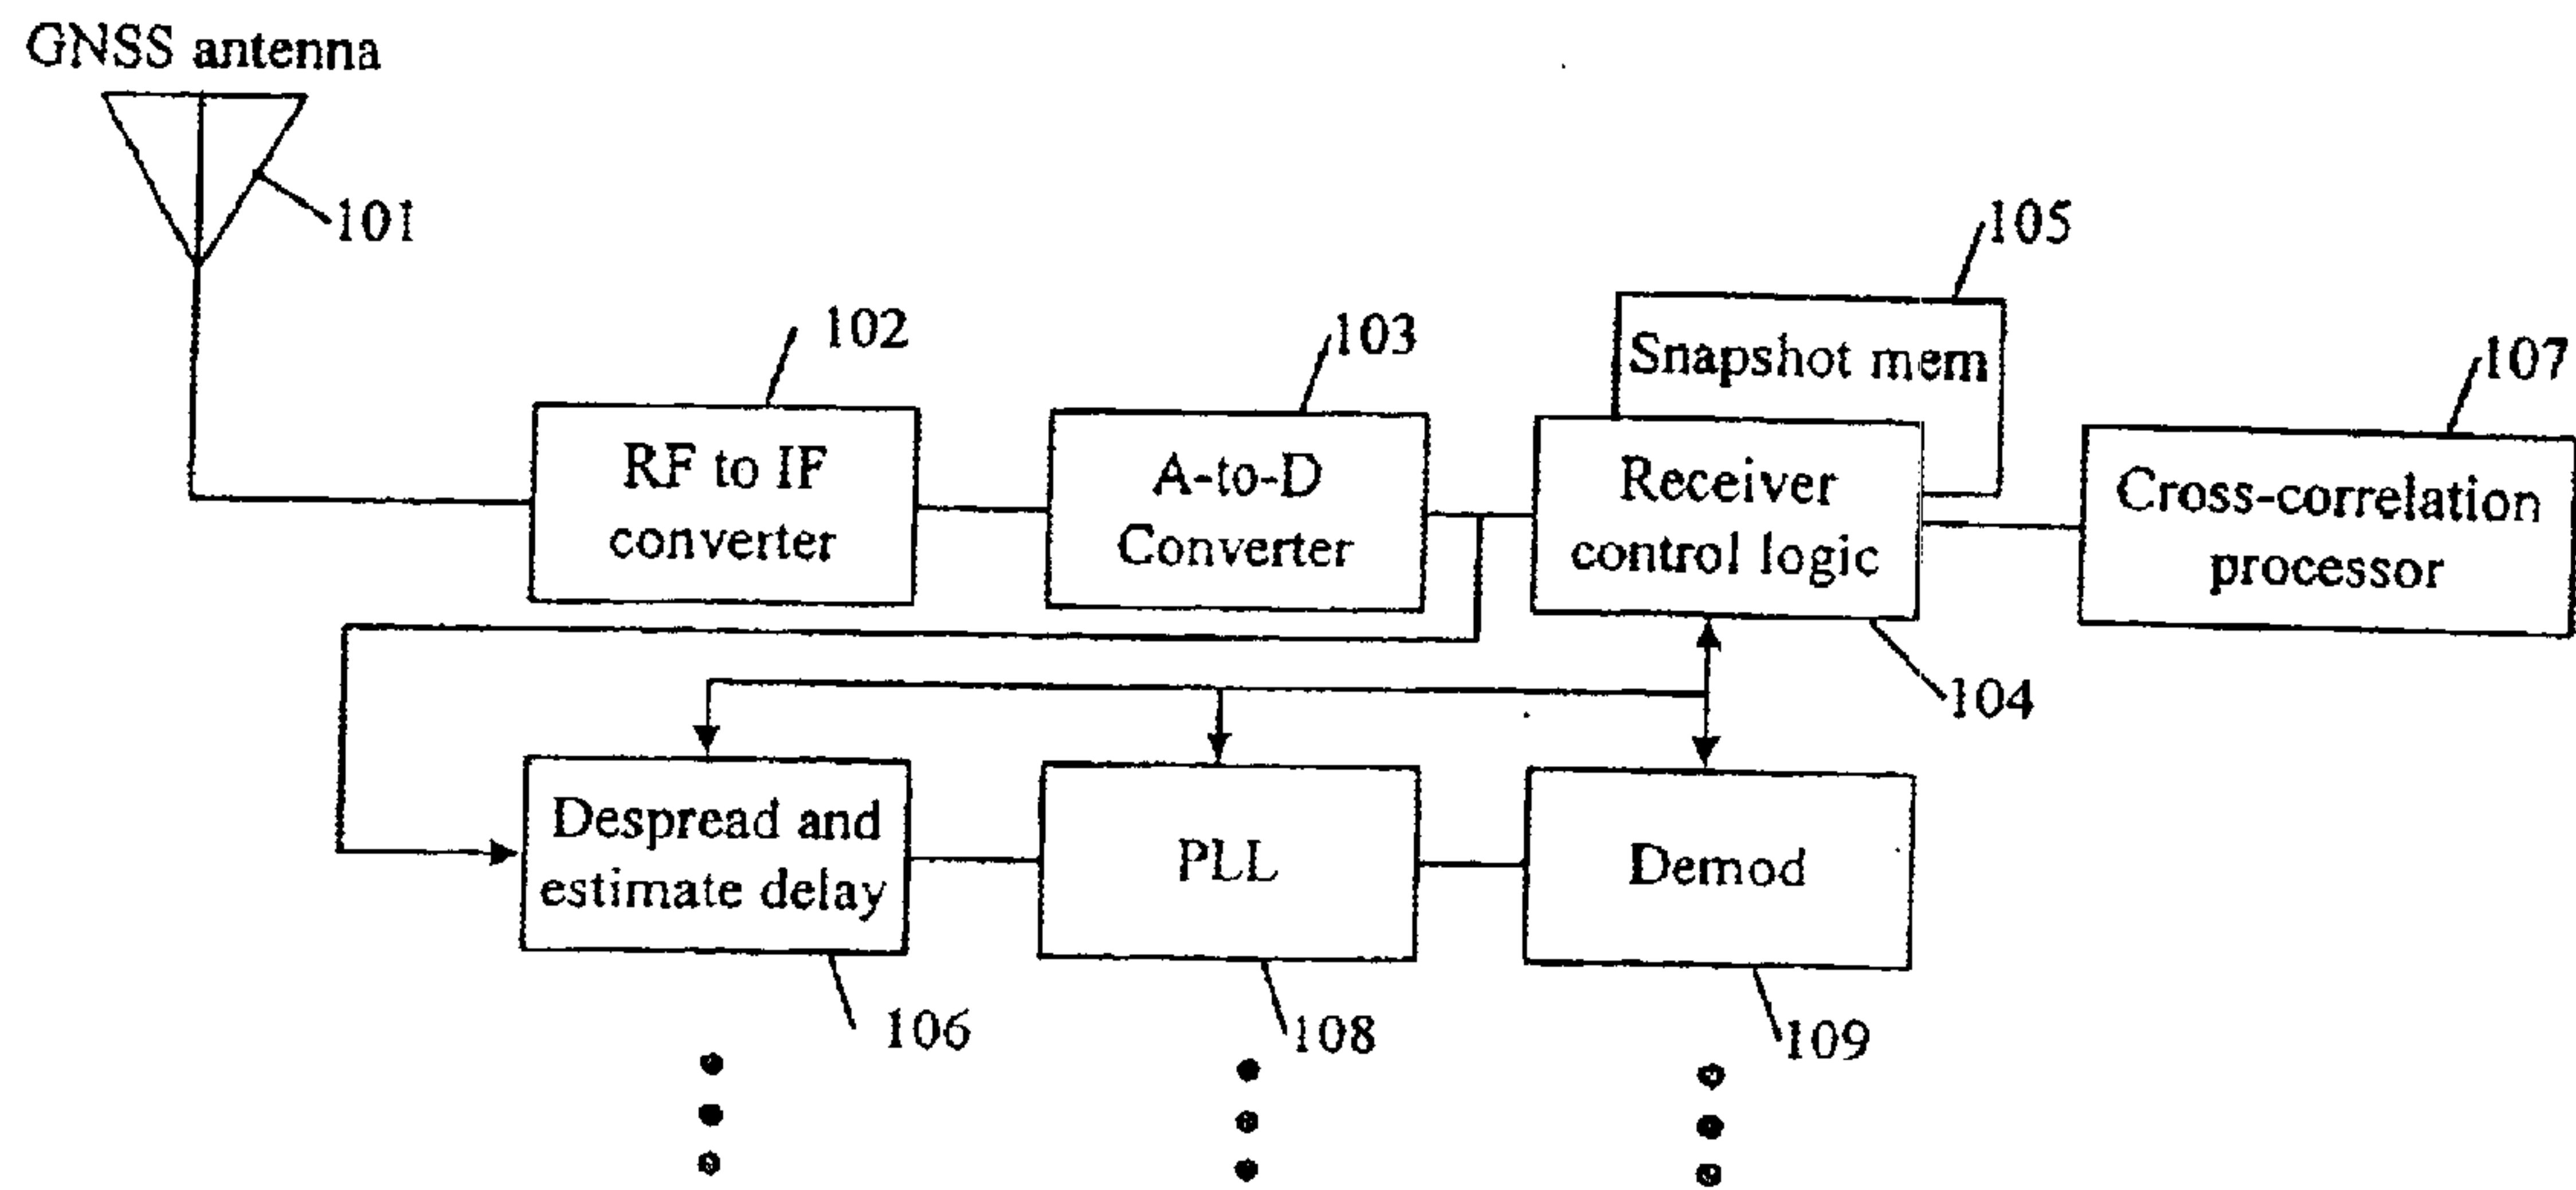 GNSS antenna
101
102
103
105
107
RF to IF
converter
A-to-D
Converter
Snapshot mem
Receiver
control logic
Cross-correlation
processor
104
Despread and
estimate delay
PLL
Demod
106
108
109